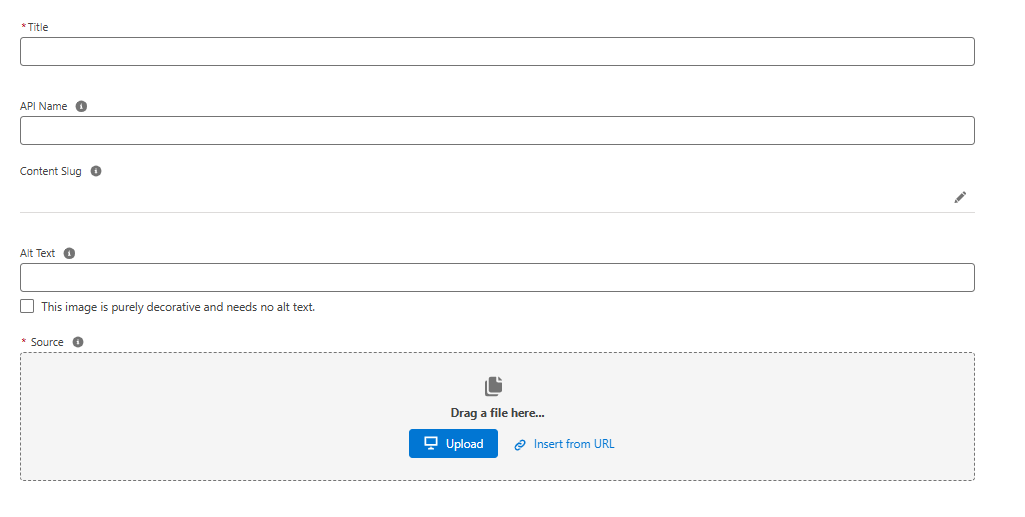 *Title
API Name
Content Slug
Alt Text
This image is purely decorative and needs no alt text.
* Source
Drag a file here...
Upload Insert from URL